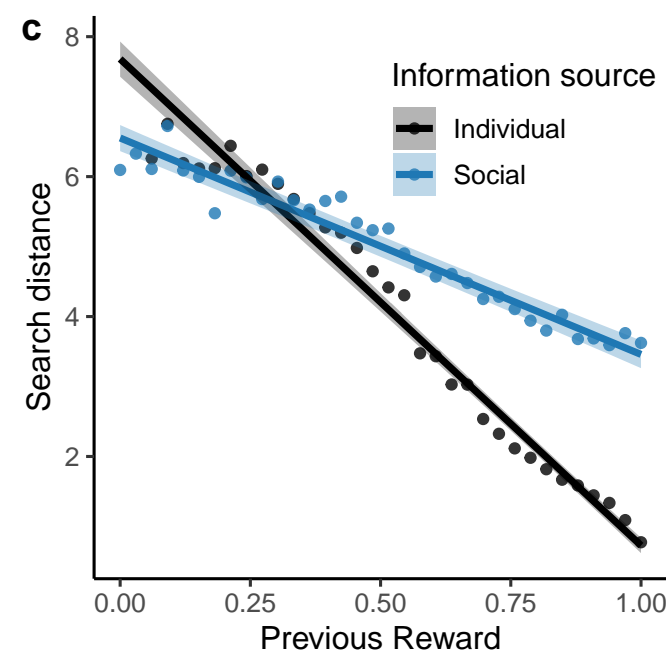 c
Information source
Individual
Social
Search distance
8
6
4
2
0.00 0.25 0.50 0.75 1.00
Previous Reward